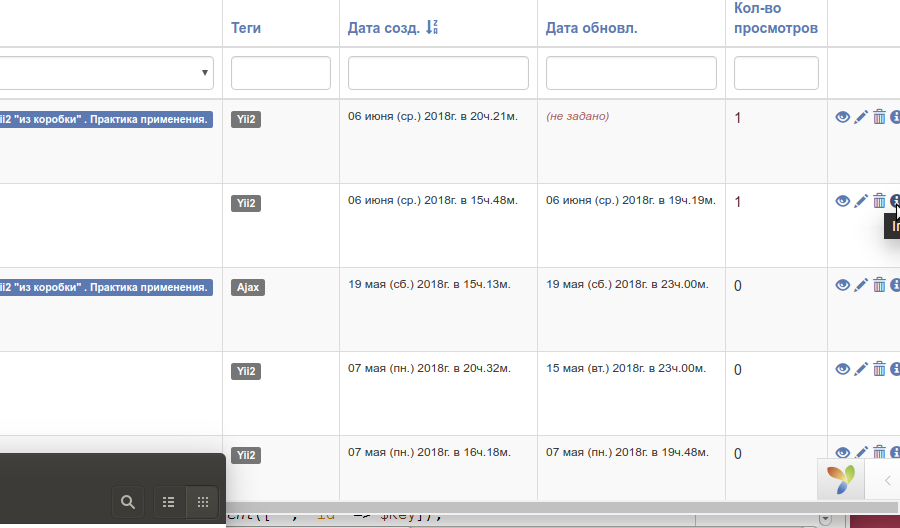 Теги
Дата созд.
Дата обновл.
Кол-во
просмотров
ii2 "из коробки" . Практика применения.
Yii2
06 июня (ср.) 2018г. в 20ч.21м.
(не задано)
1
Yii2
06 июня (ср.) 2018г. в 15ч.48м.
06 июня (ср.) 2018г. в 19ч.19м.
1
ii2 "из коробки" . Практика применения.
Ajax
19 мая (сб.) 2018г. в 15ч.13м.
19 мая (сб.) 2018г. в 23ч.00м.
0
Yii2
07 мая (пн.) 2018г. в 20ч.32м.
15 мая (вт.) 2018г. в 23ч.00м.
0
Yii2
07 мая (пн.) 2018г. в 16ч.18м.
07 мая (пн.) 2018г. в 19ч.48м.
0